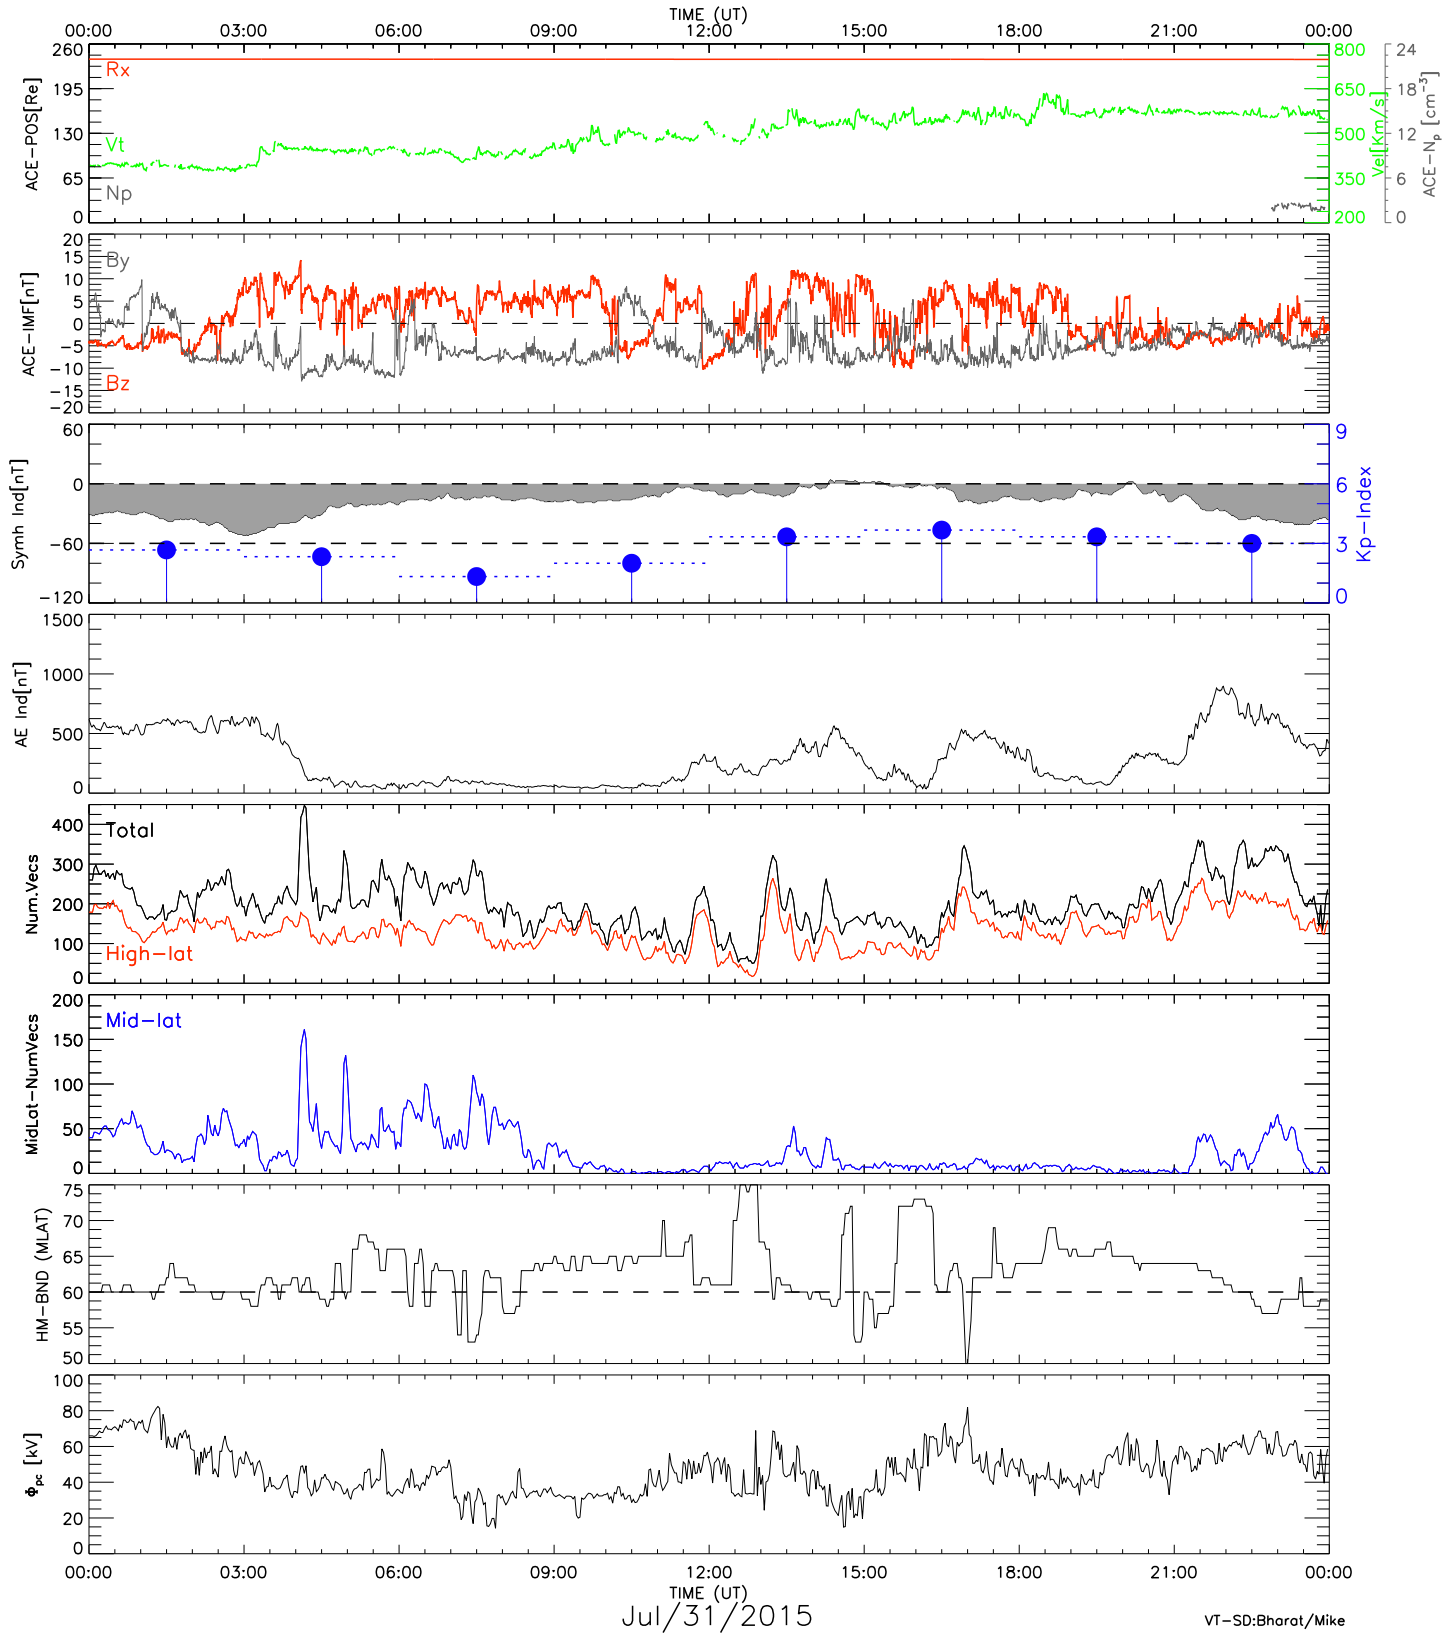 TIME (UT)
00:00 03:00 06:00 09:00 12:00 15:00 18:00 21:00 00:00
ACE-POS[Re]
260
195
130
65
0
Rx
Vt
Np
800
650
500
350
200
Vel[Km/s]
24
18
12
6
0
ACE-Np [cm-3]
ACE-IMF[nT]
20
15
10
5
0
-5
-10
-15
-20
By
Bz
Symh Ind[nT]
60
0
-60
-120
9
6
3
0
Kp-Index
AE Ind[nT]
1500
1000
500
0
Num.Vecs
400
300
200
100
0
Total
High-lat
MidLat-NumVecs
200
150
100
50
0
Mid-lat
HM-BND (MLAT)
75
70
65
60
55
50
Φpc [kV]
100
80
60
40
20
0
00:00 03:00 06:00 09:00 12:00 15:00 18:00 21:00 00:00
TIME (UT)
Jul/31/2015
VT-SD:Bharat/Mike